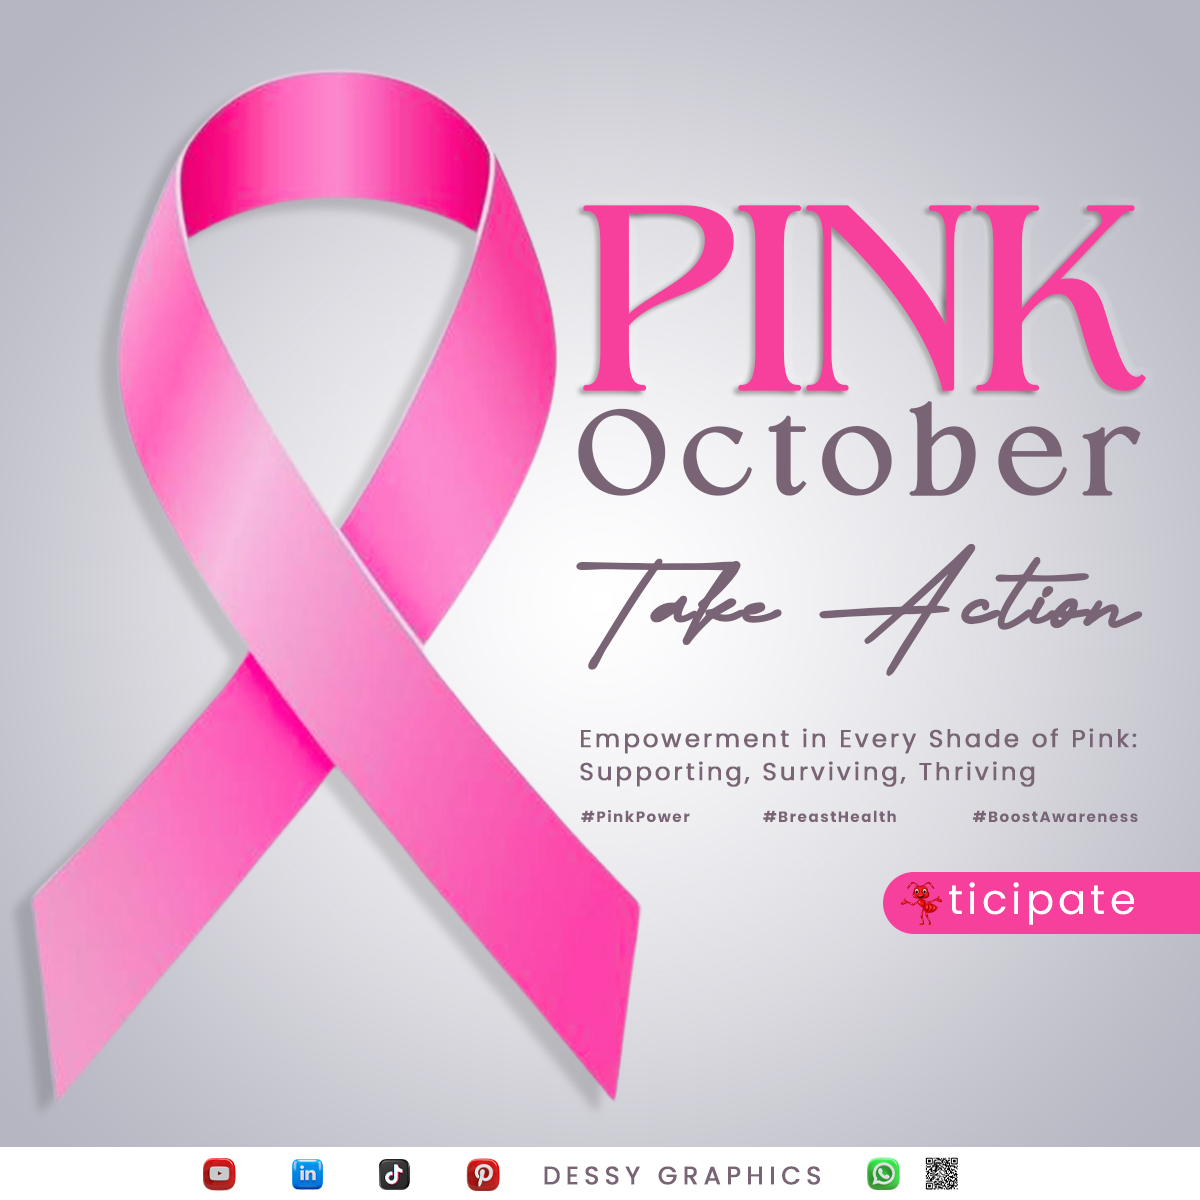 PINK
October
Take Action
Empowerment in Every Shade of Pink:
Supporting, Surviving, Thriving
#PinkPower #BreastHealth #BoostAwareness
ticipate
in
DESSY GRAPHICS